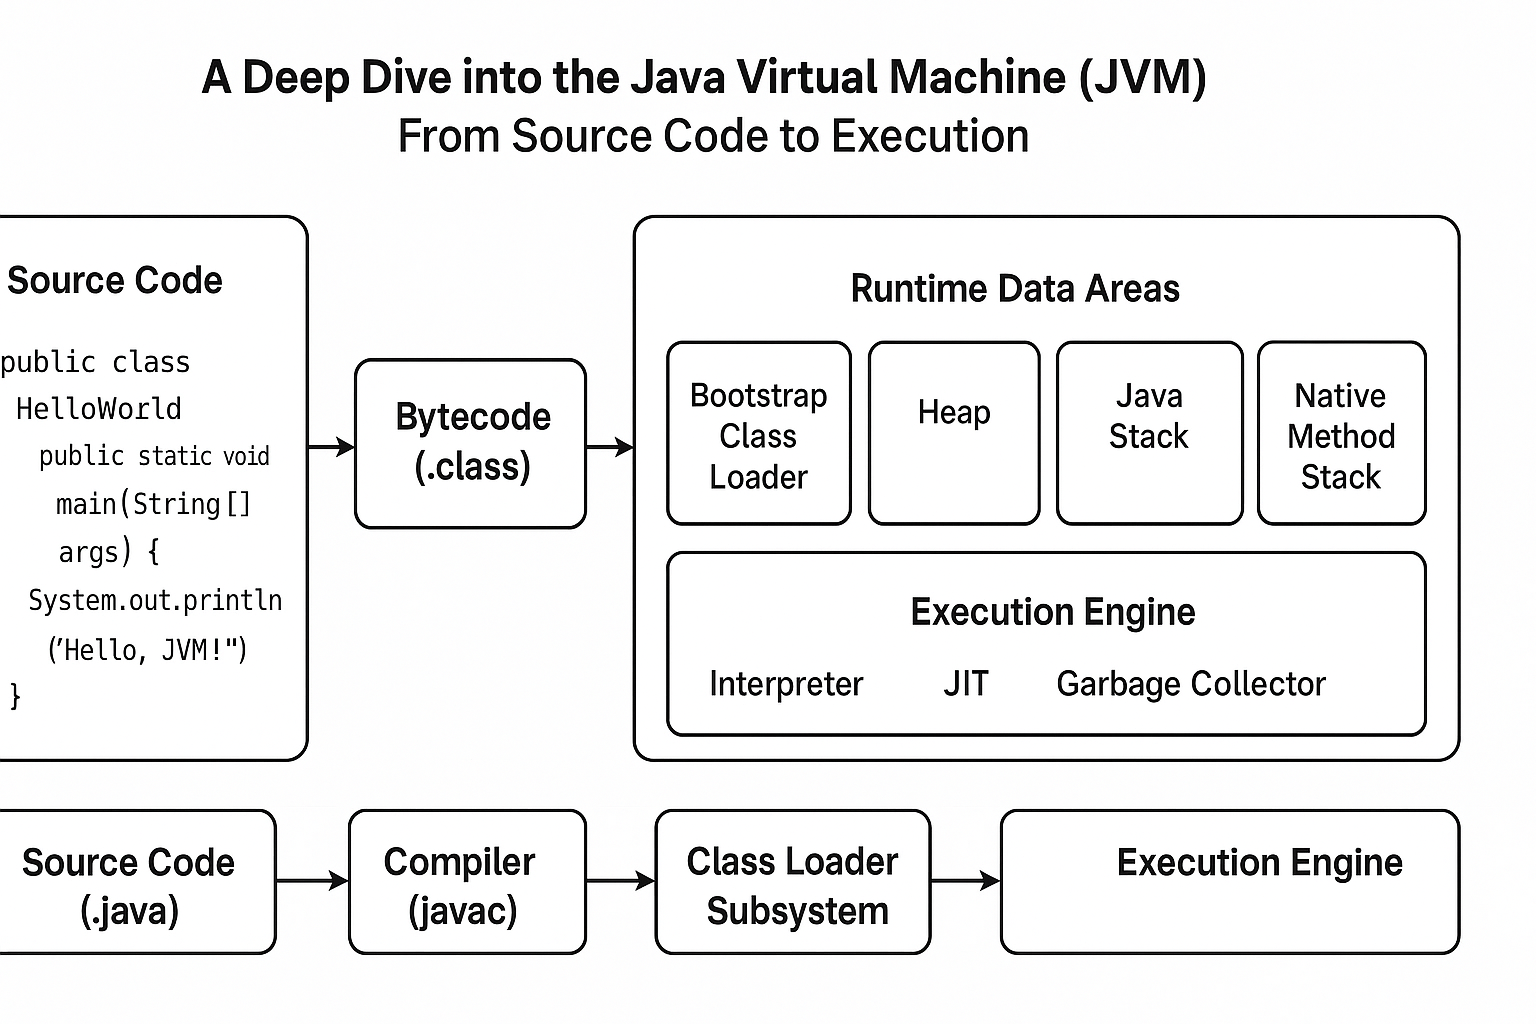 A Deep Dive into the Java Virtual Machine (JVM)
From Source Code to Execution
Source Code
public class
HelloWorld
public static void
main(String[]
args) {
System.out.println
('Hello, JVM!")
}
Bytecode
(.class)
Runtime Data Areas
Bootstrap
Class
Loader
Heap
Java
Stack
Native
Method
Stack
Execution Engine
Interpreter JIT Garbage Collector
Source Code
(.java)
Compiler
(javac)
Class Loader
Subsystem
Execution Engine